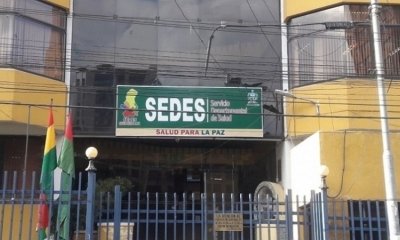 SEDES
Servicio
Departamental
de Salud
SALUD PARA LA PAZ